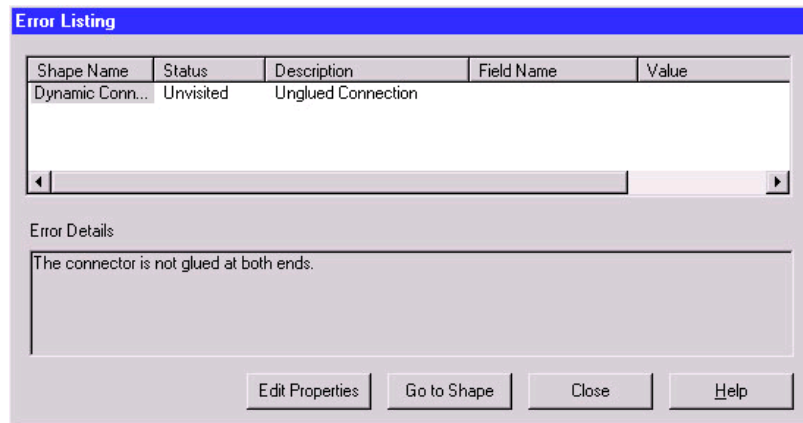 Error Listing
Shape Name Status Description Field Name Value
Dynamic Conn... Unvisited Unglued Connection
Error Details
The connector is not glued at both ends.
Edit Properties Go to Shape Close Help